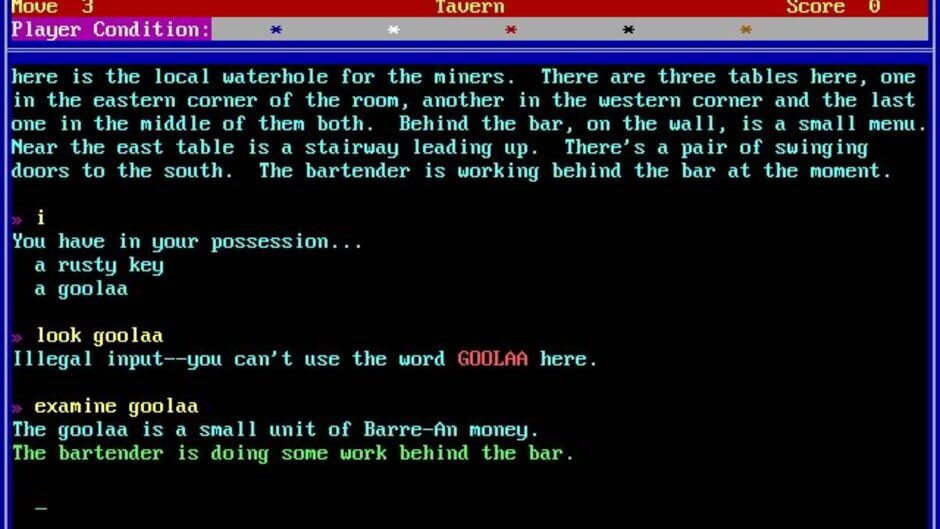 Move 3 Tavern Score 0
Player Condition: * * * * *
here is the local waterhole for the miners. There are three tables here, one
in the eastern corner of the room, another in the western corner and the last
one in the middle of them both. Behind the bar, on the wall, is a small menu.
Near the east table is a stairway leading up. There's a pair of swinging
doors to the south. The bartender is working behind the bar at the moment.
» i
You have in your possession...
a rusty key
a goolaa
» look goolaa
Illegal input--you can't use the word GOOLAA here.
» examine goolaa
The goolaa is a small unit of Barre-An money.
The bartender is doing some work behind the bar.
_